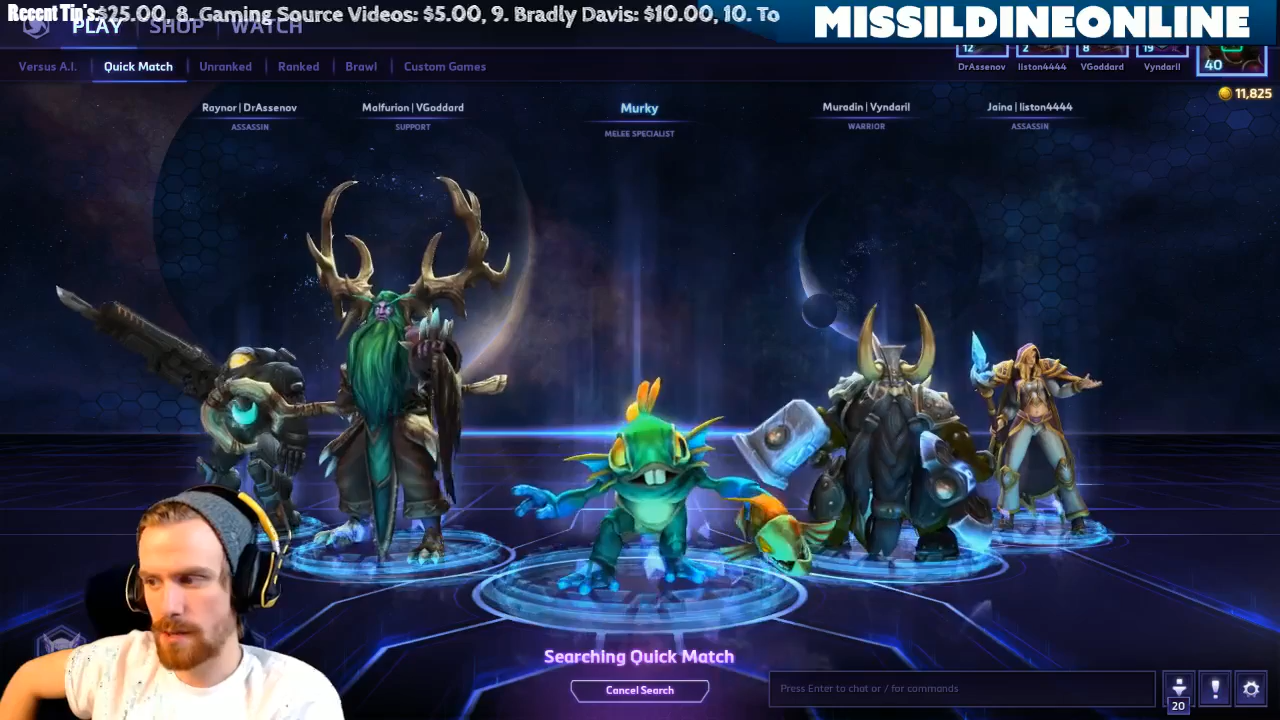 Recent Tip's: $25.00, 8. Gaming Source Videos: $5.00, 9. Bradly Davis: $10.00, 10. To
MISSILDINEONLINE
PLAY SHOP WATCH
12 2 8 19 40
DrAssenov liston4444 VGoddard Vyndaril
Versus A.I. Quick Match Unranked Ranked Brawl Custom Games
11,825
Raynor | DrAssenov Malfurion | VGoddard Murky Muradin | Vyndaril Jaina | liston4444
ASSASSIN SUPPORT MELEE SPECIALIST WARRIOR ASSASSIN
Searching Quick Match
Cancel Search
Press Enter to chat or / for commands
20